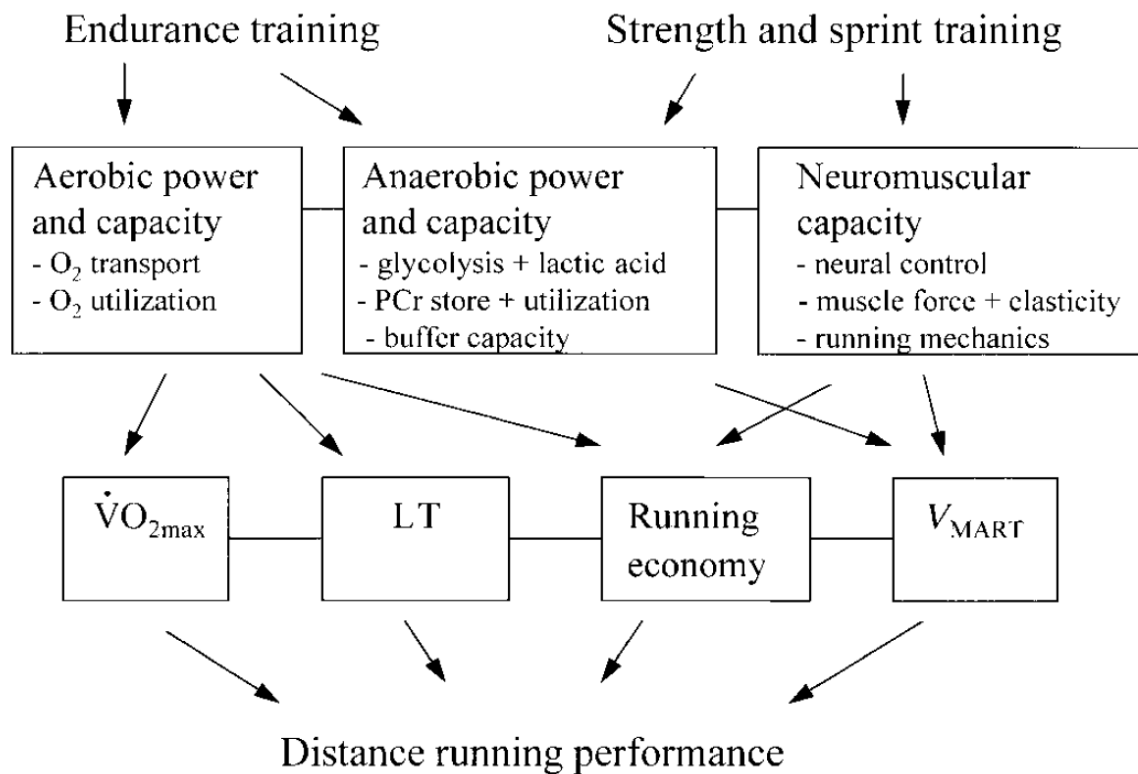 Endurance training
Strength and sprint training
Aerobic power
and capacity
- O₂ transport
- O₂ utilization
Anaerobic power
and capacity
- glycolysis + lactic acid
- PCr store + utilization
- buffer capacity
Neuromuscular
capacity
- neural control
- muscle force + elasticity
- running mechanics
V̇O₂max
LT
Running
economy
VMART
Distance running performance